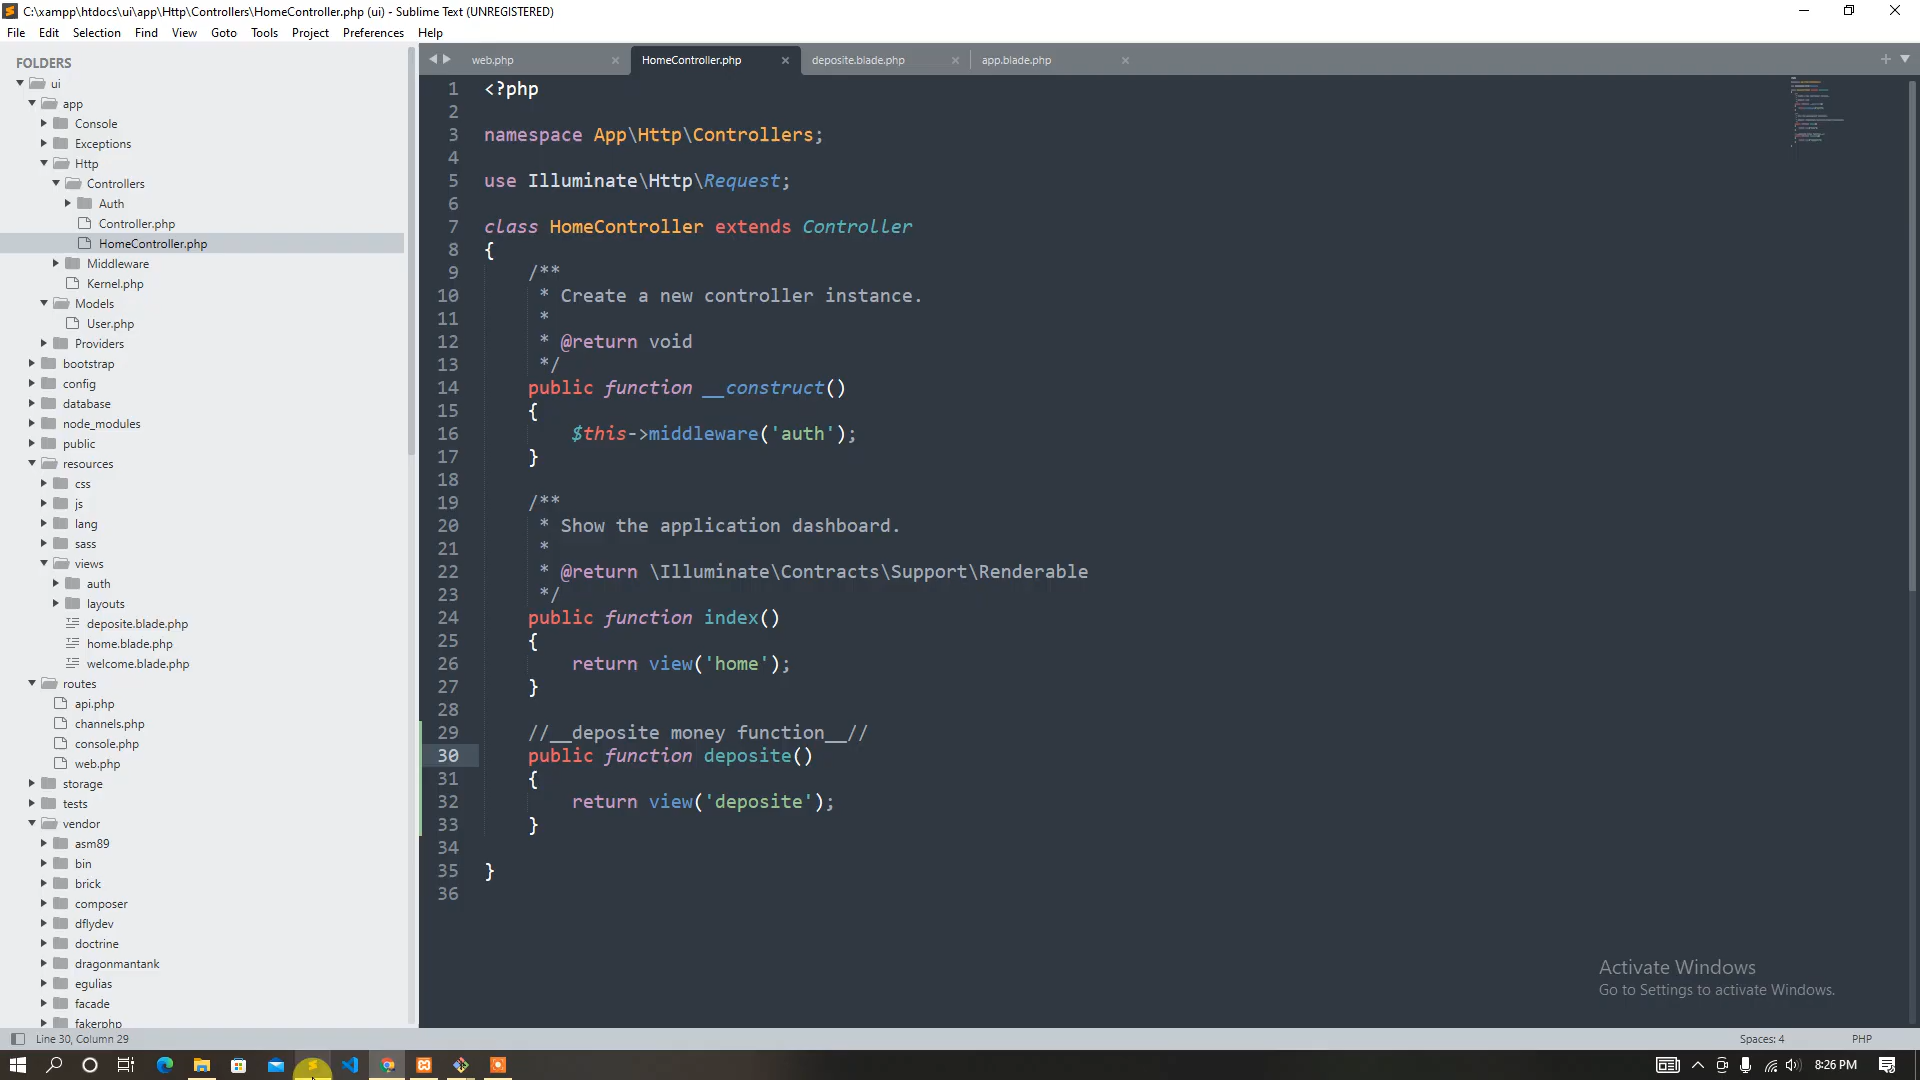 C:\xampp\htdocs\ui\app\Http\Controllers\HomeController.php (ui) - Sublime Text (UNREGISTERED)
File Edit Selection Find View Goto Tools Project Preferences Help
FOLDERS
ui
app
Console
Exceptions
Http
Controllers
Auth
Controller.php
HomeController.php
Middleware
Kernel.php
Models
User.php
Providers
bootstrap
config
database
node_modules
public
resources
css
js
lang
sass
views
auth
layouts
deposite.blade.php
home.blade.php
welcome.blade.php
routes
api.php
channels.php
console.php
web.php
storage
tests
vendor
asm89
bin
brick
composer
dflydev
doctrine
dragonmantank
egulias
facade
fakerphp
web.php HomeController.php deposite.blade.php app.blade.php
1 <?php
2
3 namespace App\Http\Controllers;
4
5 use Illuminate\Http\Request;
6
7 class HomeController extends Controller
8 {
9 /**
10 * Create a new controller instance.
11 *
12 * @return void
13 */
14 public function __construct()
15 {
16 $this->middleware('auth');
17 }
18
19 /**
20 * Show the application dashboard.
21 *
22 * @return \Illuminate\Contracts\Support\Renderable
23 */
24 public function index()
25 {
26 return view('home');
27 }
28
29 //__deposite money function__//
30 public function deposite()
31 {
32 return view('deposite');
33 }
34
35 }
36
Activate Windows
Go to Settings to activate Windows.
Line 30, Column 29 Spaces: 4 PHP
8:26 PM